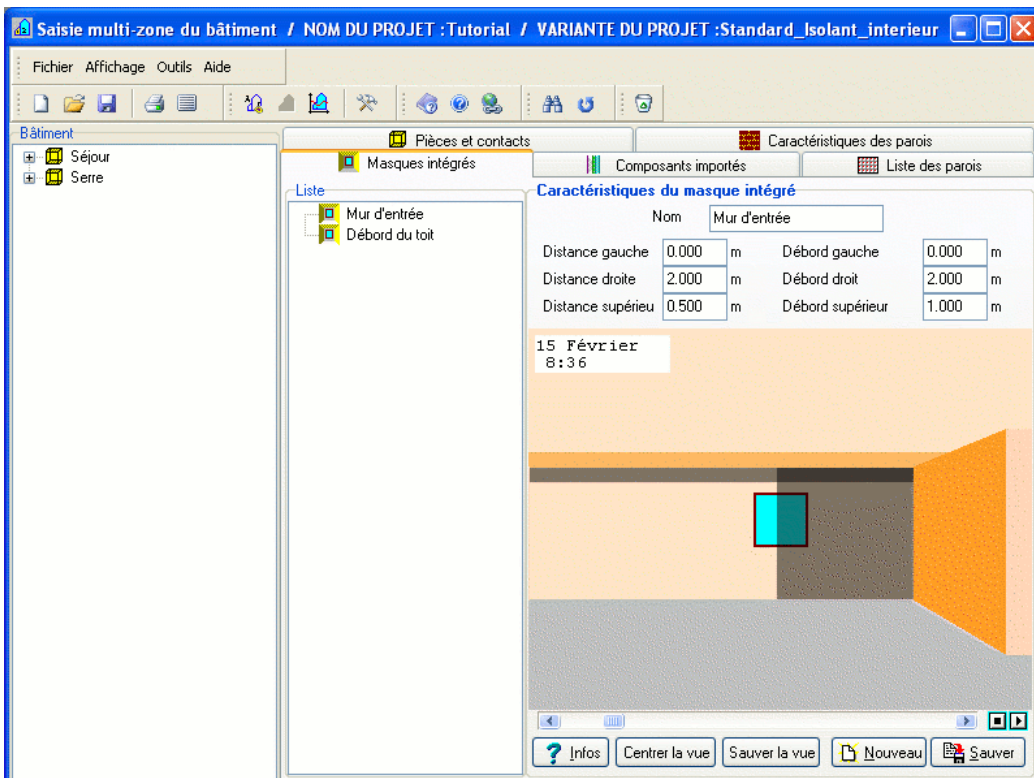 Saisie multi-zone du bâtiment / NOM DU PROJET :Tutorial / VARIANTE DU PROJET :Standard_Isolant_interieur
Fichier Affichage Outils Aide
Bâtiment
Séjour
Serre
Pièces et contacts
Caractéristiques des parois
Masques intégrés
Composants importés
Liste des parois
Liste
Mur d'entrée
Débord du toit
Caractéristiques du masque intégré
Nom Mur d'entrée
Distance gauche 0.000 m Débord gauche 0.000 m
Distance droite 2.000 m Débord droit 2.000 m
Distance supérieu 0.500 m Débord supérieur 1.000 m
15 Février
8:36
? Infos Centrer la vue Sauver la vue Nouveau Sauver